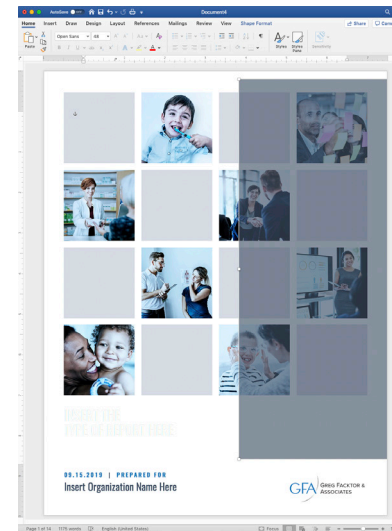 AutoSave
Document4
Home Insert Draw Design Layout References Mailings Review View Shape Format
Share
Paste
Open Sans 48
Styles Styles Pane
Sensitivity
09.15.2019 | PREPARED FOR
Insert Organization Name Here
GFA GREG FACKTOR & ASSOCIATES
Page 1 of 14 1176 words English (United States) Focus